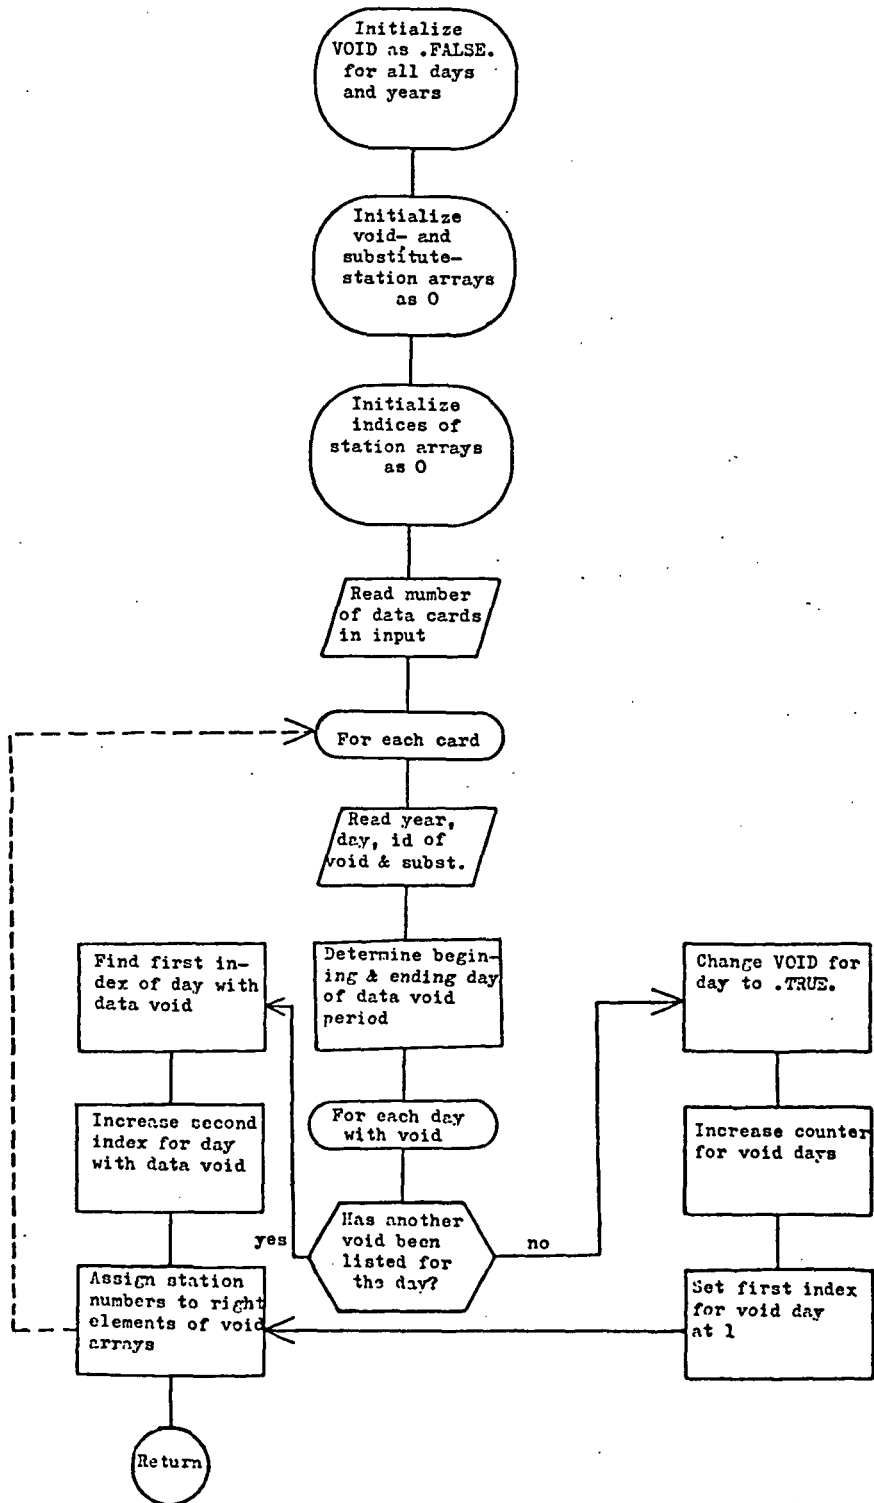 Initialize
VOID as .FALSE.
for all days
and years
Initialize
void- and
substitute-
station arrays
as 0
Initialize
indices of
station arrays
as 0
Read number
of data cards
in input
For each card
Read year,
day, id of
void & subst.
Determine begin-
ing & ending day
of data void
period
For each day
with void
Has another
void been
listed for
the day?
yes
no
Find first in-
dex of day with
data void
Increase second
index for day
with data void
Assign station
numbers to right
elements of void
arrays
Return
Change VOID for
day to .TRUE.
Increase counter
for void days
Set first index
for void day
at 1